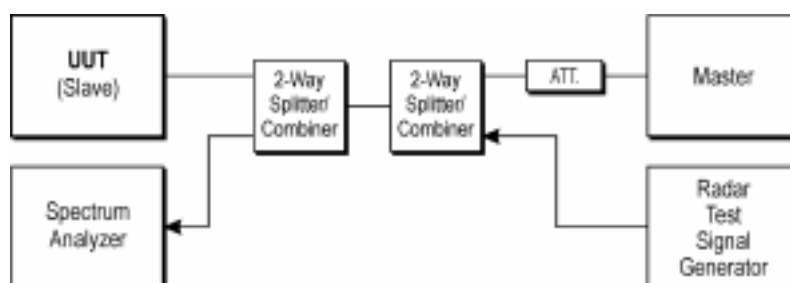 UUT
(Slave)
2-Way
Splitter/
Combiner
2-Way
Splitter/
Combiner
ATT.
Master
Spectrum
Analyzer
Radar
Test
Signal
Generator